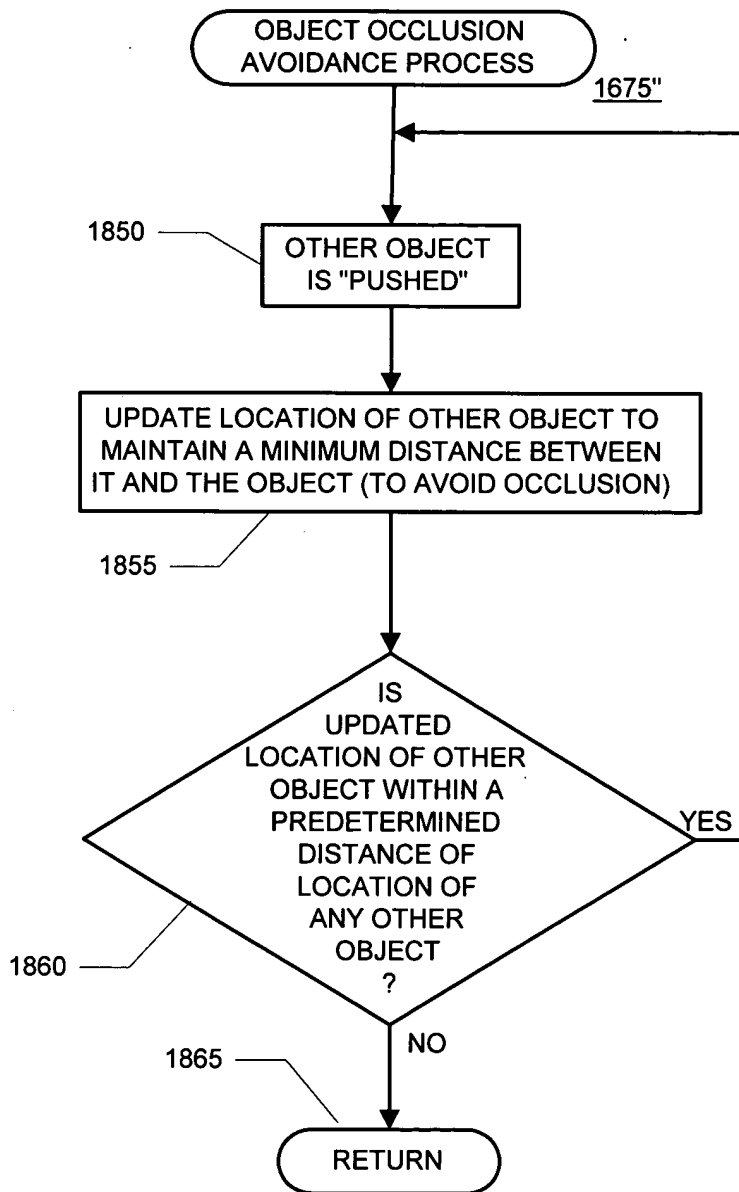 OBJECT OCCLUSION
AVOIDANCE PROCESS
1675"
1850
OTHER OBJECT
IS "PUSHED"
UPDATE LOCATION OF OTHER OBJECT TO
MAINTAIN A MINIMUM DISTANCE BETWEEN
IT AND THE OBJECT (TO AVOID OCCLUSION)
1855
IS
UPDATED
LOCATION OF OTHER
OBJECT WITHIN A
PREDETERMINED
DISTANCE OF
LOCATION OF
ANY OTHER
OBJECT
?
YES
1860
NO
1865
RETURN